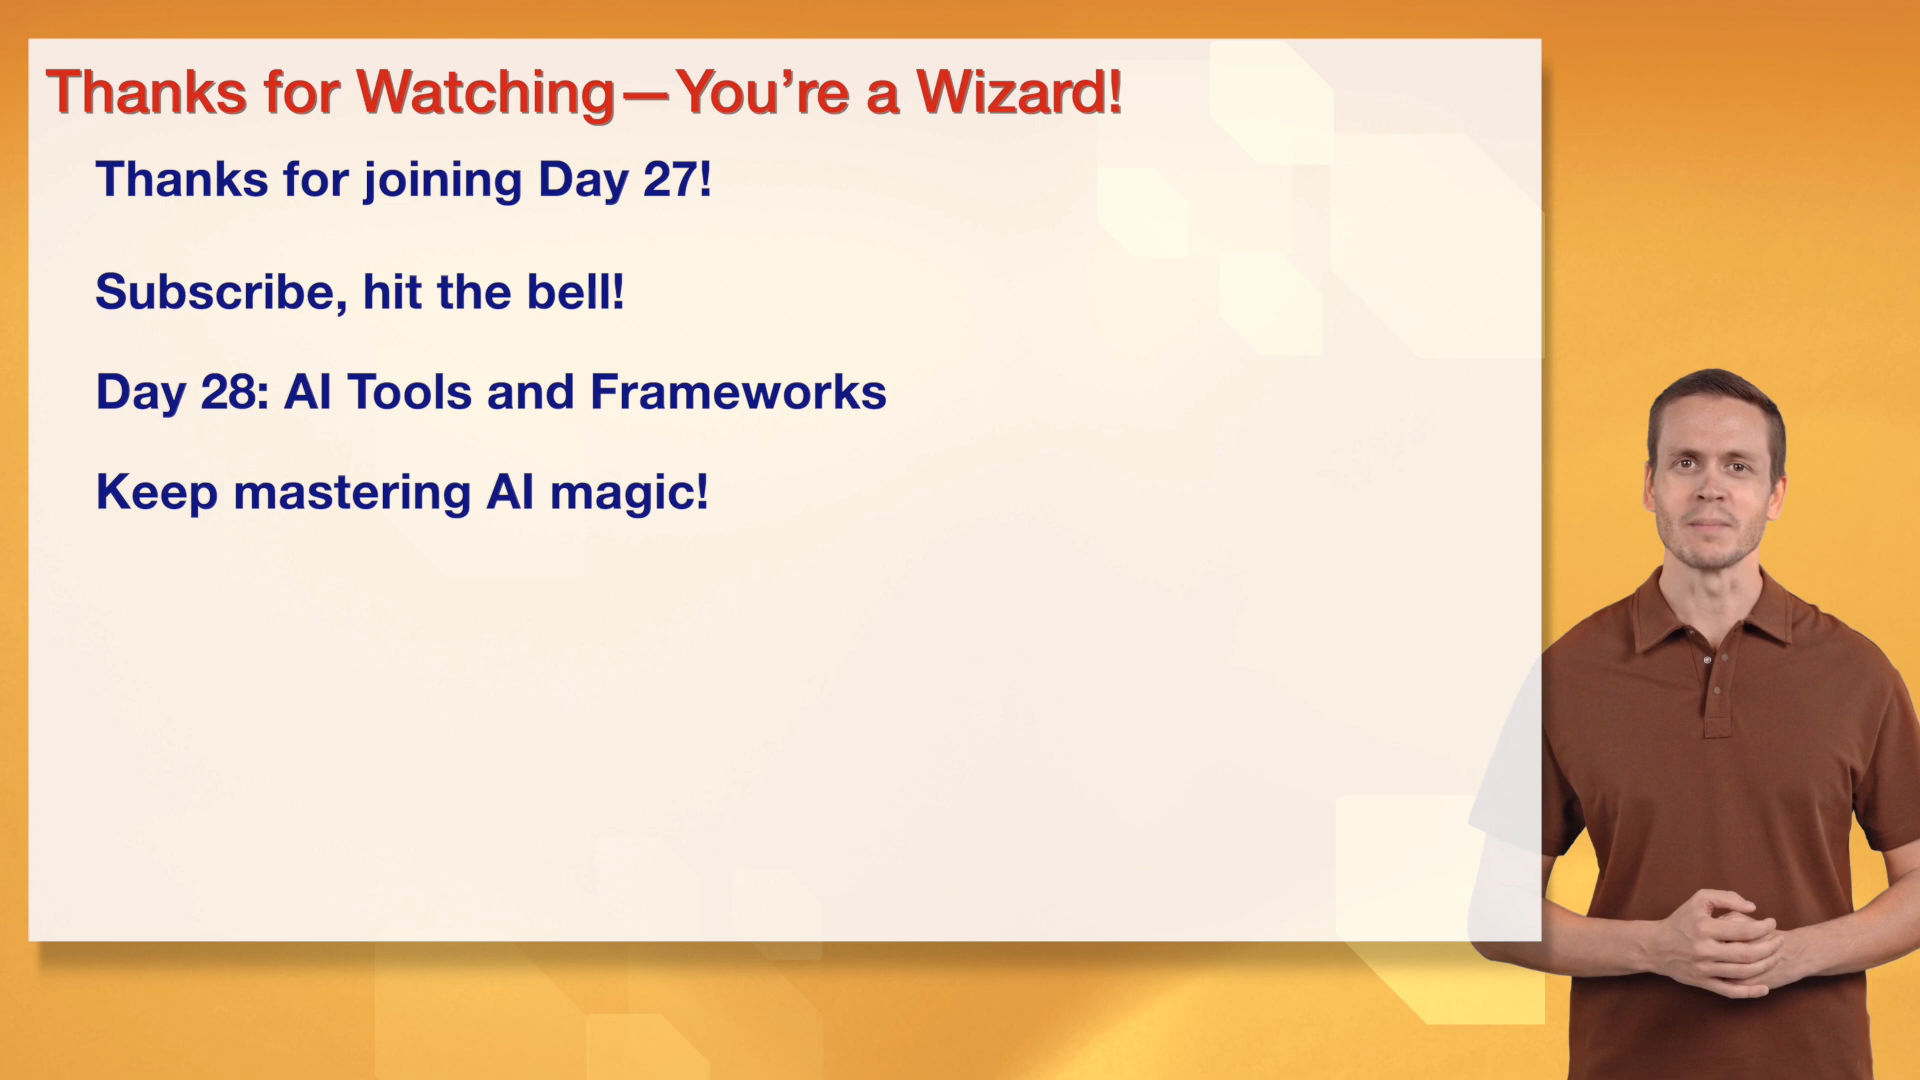 Thanks for Watching—You’re a Wizard!
Thanks for joining Day 27!
Subscribe, hit the bell!
Day 28: AI Tools and Frameworks
Keep mastering AI magic!